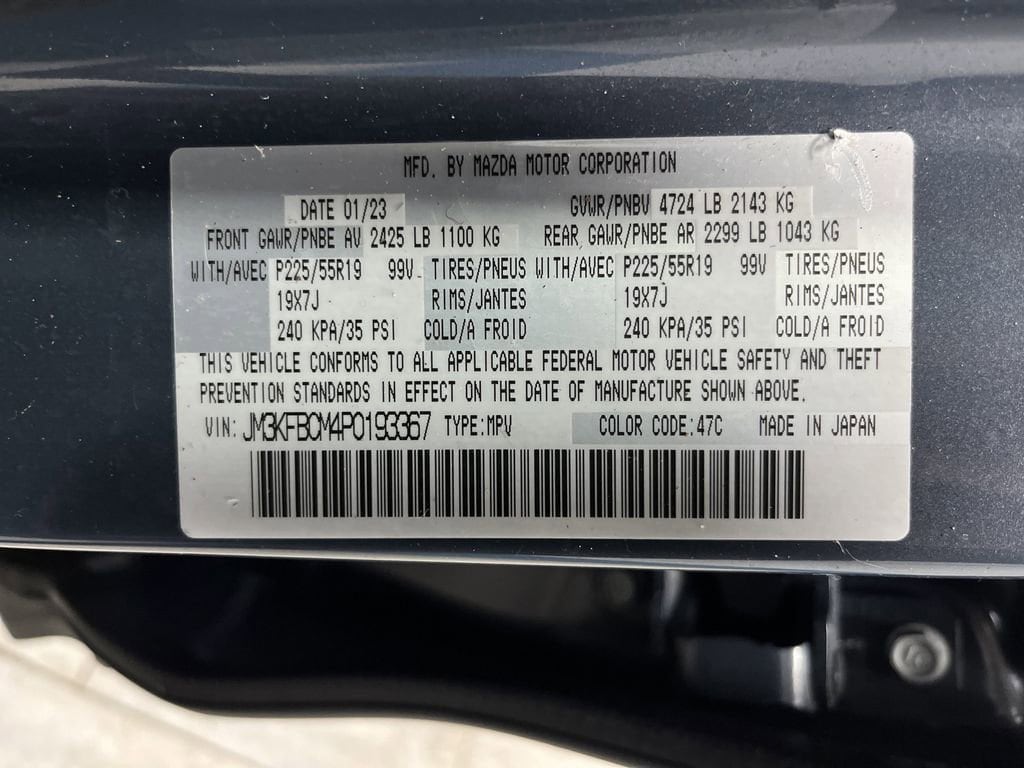 MFD. BY MAZDA MOTOR CORPORATION
DATE 01/23 GVWR/PNBV 4724 LB 2143 KG
FRONT GAWR/PNBE AV 2425 LB 1100 KG REAR GAWR/PNBE AR 2299 LB 1043 KG
WITH/AVEC P225/55R19 99V TIRES/PNEUS WITH/AVEC P225/55R19 99V TIRES/PNEUS
19X7J RIMS/JANTES 19X7J RIMS/JANTES
240 KPA/35 PSI COLD/A FROID 240 KPA/35 PSI COLD/A FROID
THIS VEHICLE CONFORMS TO ALL APPLICABLE FEDERAL MOTOR VEHICLE SAFETY AND THEFT
PREVENTION STANDARDS IN EFFECT ON THE DATE OF MANUFACTURE SHOWN ABOVE.
VIN: JM3KFBCM4P0193367 TYPE:MPV COLOR CODE:47C MADE IN JAPAN